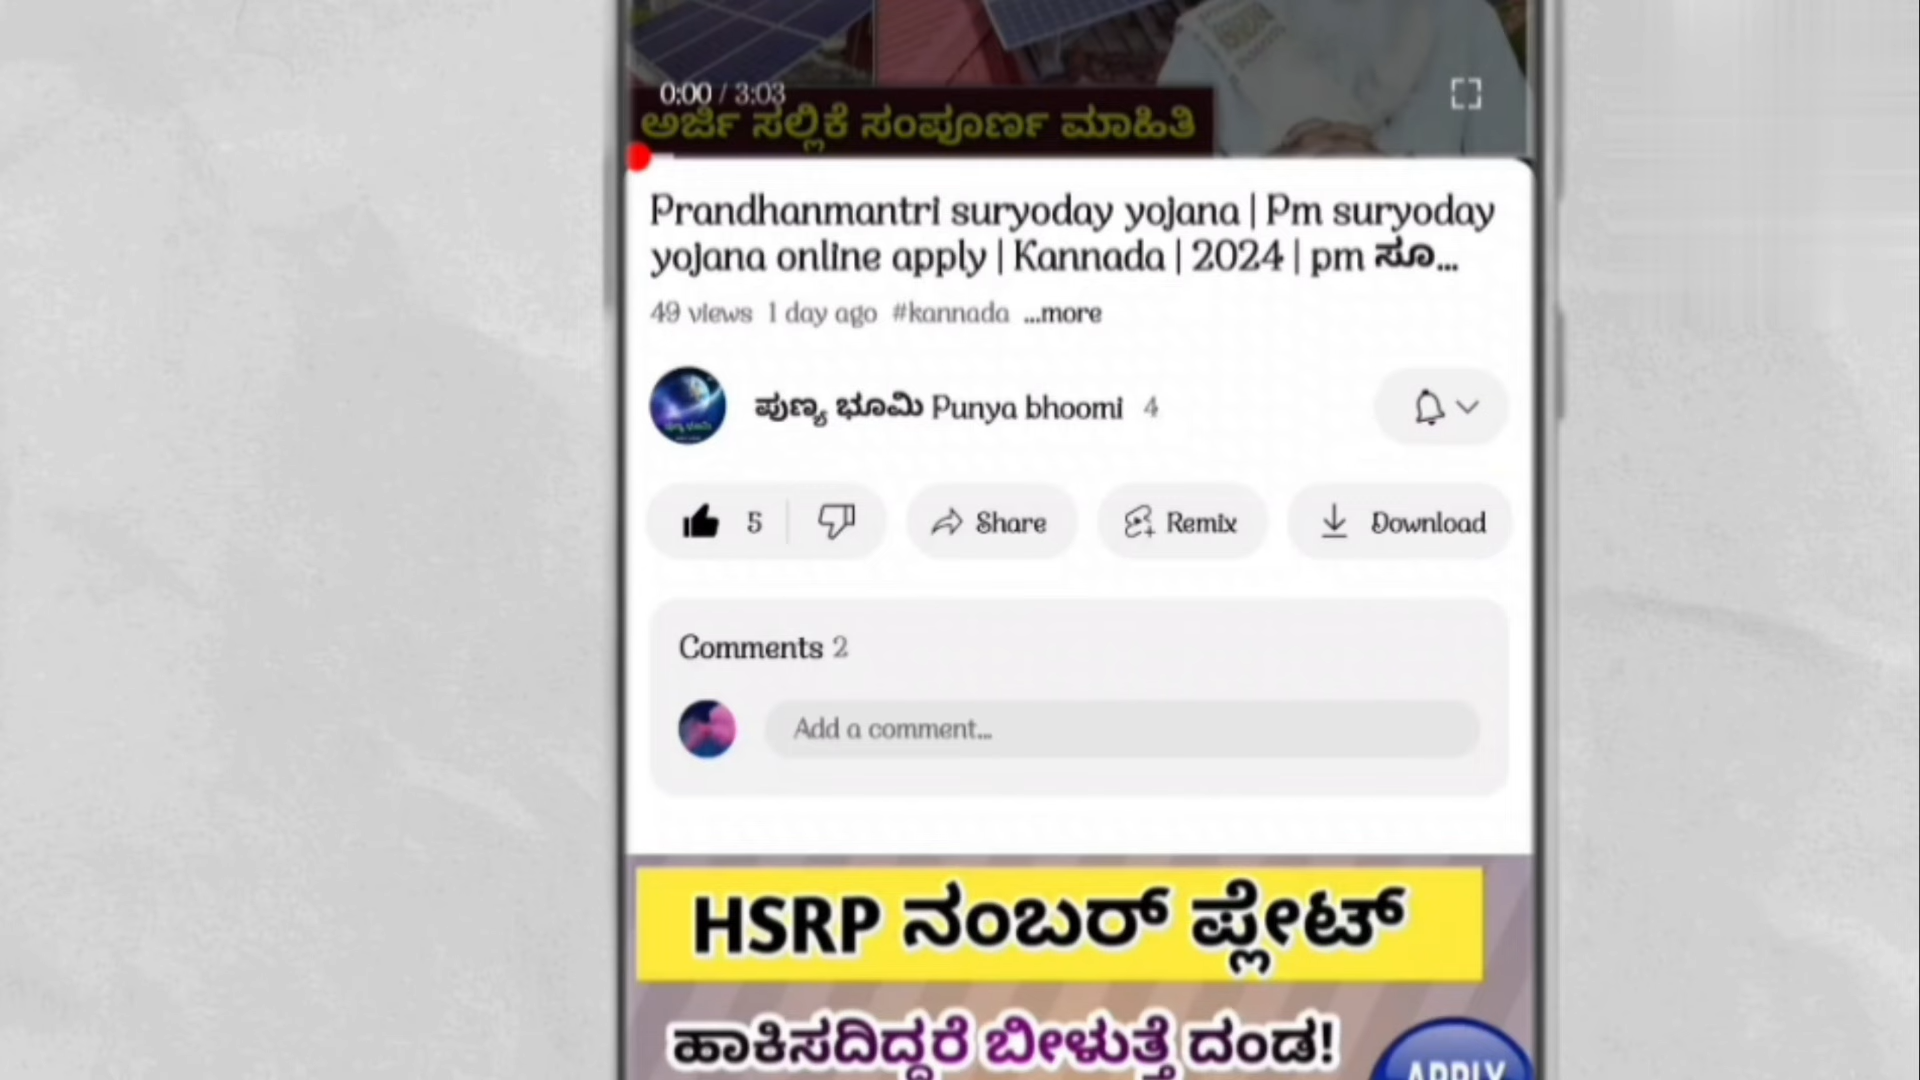 0:00 / 3:03
ಅರ್ಜಿ ಸಲ್ಲಿಕೆ ಸಂಪೂರ್ಣ ಮಾಹಿತಿ
Prandhanmantri suryoday yojana | Pm suryoday
yojana online apply | Kannada | 2024 | pm ಸೂ...
49 views 1 day ago #kannada ...more
ಪುಣ್ಯ ಭೂಮಿ Punya bhoomi 4
5 Share Remix Download
Comments 2
Add a comment...
HSRP ನಂಬರ್ ಪ್ಲೇಟ್
ಹಾಕಿಸದಿದ್ದರೆ ಬೀಳುತ್ತೆ ದಂಡ!
APPLY